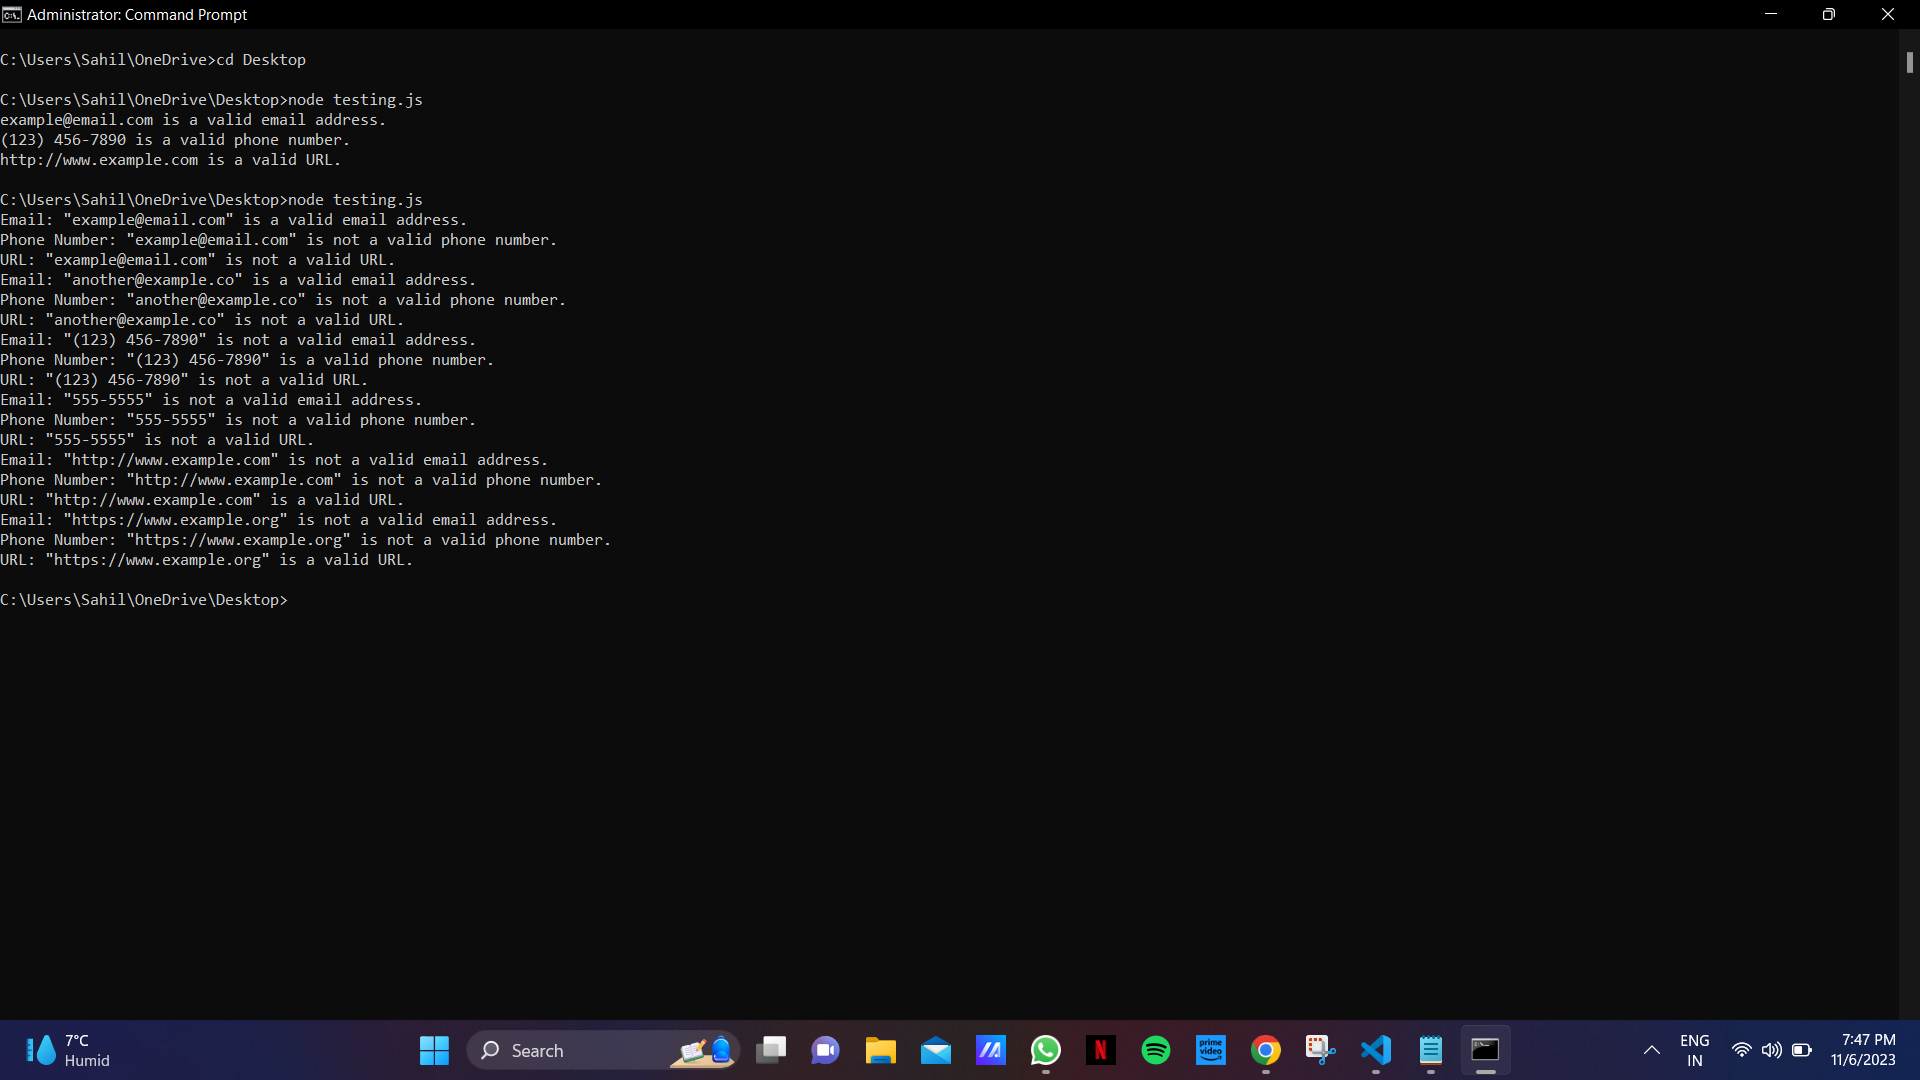 Administrator: Command Prompt
C:\Users\Sahil\OneDrive>cd Desktop
C:\Users\Sahil\OneDrive\Desktop>node testing.js
example@email.com is a valid email address.
(123) 456-7890 is a valid phone number.
http://www.example.com is a valid URL.
C:\Users\Sahil\OneDrive\Desktop>node testing.js
Email: "example@email.com" is a valid email address.
Phone Number: "example@email.com" is not a valid phone number.
URL: "example@email.com" is not a valid URL.
Email: "another@example.co" is a valid email address.
Phone Number: "another@example.co" is not a valid phone number.
URL: "another@example.co" is not a valid URL.
Email: "(123) 456-7890" is not a valid email address.
Phone Number: "(123) 456-7890" is a valid phone number.
URL: "(123) 456-7890" is not a valid URL.
Email: "555-5555" is not a valid email address.
Phone Number: "555-5555" is not a valid phone number.
URL: "555-5555" is not a valid URL.
Email: "http://www.example.com" is not a valid email address.
Phone Number: "http://www.example.com" is not a valid phone number.
URL: "http://www.example.com" is a valid URL.
Email: "https://www.example.org" is not a valid email address.
Phone Number: "https://www.example.org" is not a valid phone number.
URL: "https://www.example.org" is a valid URL.
C:\Users\Sahil\OneDrive\Desktop>
7°C
Humid
Search
N
prime video
ENG
IN
7:47 PM
11/6/2023